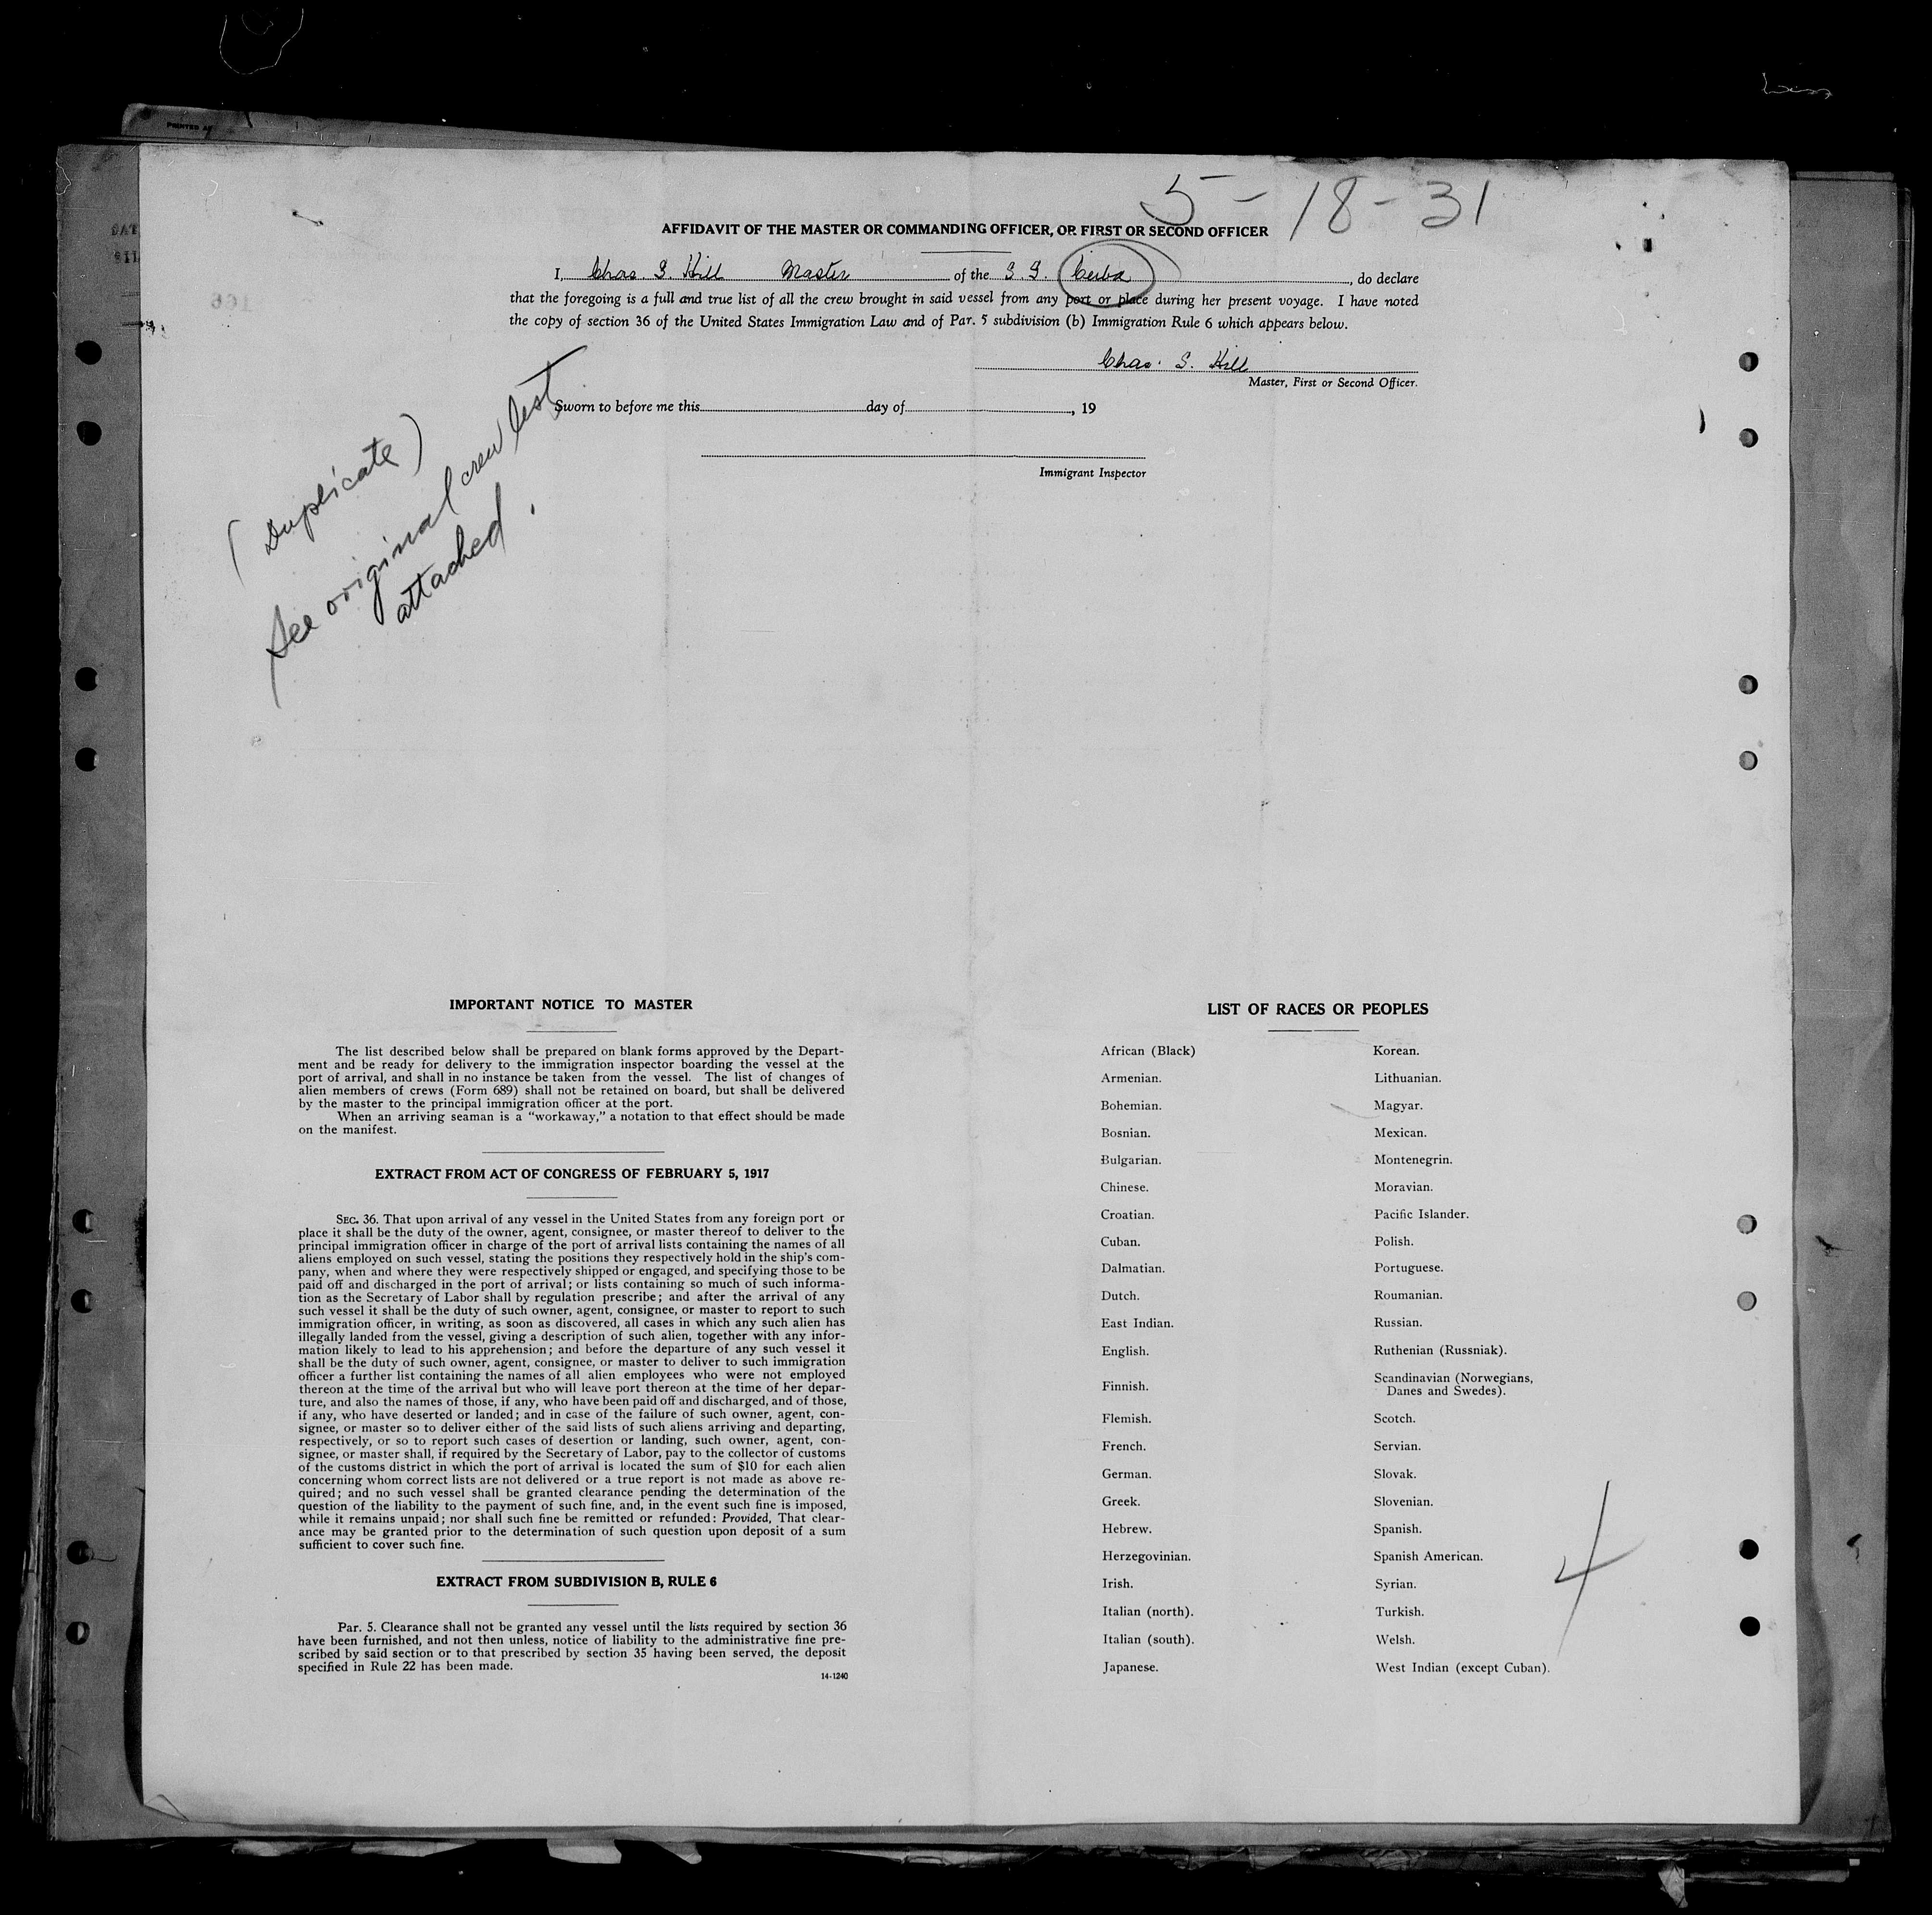 PRINTED A
5-18-31
AFFIDAVIT OF THE MASTER OR COMMANDING OFFICER, OR FIRST OR SECOND OFFICER
I, Chas. S. Hill Master of the S. S. Ceiba, do declare
that the foregoing is a full and true list of all the crew brought in said vessel from any port or place during her present voyage. I have noted
the copy of section 36 of the United States Immigration Law and of Par. 5 subdivision (b) Immigration Rule 6 which appears below.
Chas. S. Hill
Master, First or Second Officer.
Sworn to before me this day of , 19
Immigrant Inspector
(Duplicate)
See original crew list
attached.
IMPORTANT NOTICE TO MASTER
The list described below shall be prepared on blank forms approved by the Depart-
ment and be ready for delivery to the immigration inspector boarding the vessel at the
port of arrival, and shall in no instance be taken from the vessel. The list of changes of
alien members of crews (Form 689) shall not be retained on board, but shall be delivered
by the master to the principal immigration officer at the port.
When an arriving seaman is a "workaway," a notation to that effect should be made
on the manifest.
EXTRACT FROM ACT OF CONGRESS OF FEBRUARY 5, 1917
SEC. 36. That upon arrival of any vessel in the United States from any foreign port or
place it shall be the duty of the owner, agent, consignee, or master thereof to deliver to the
principal immigration officer in charge of the port of arrival lists containing the names of all
aliens employed on such vessel, stating the positions they respectively hold in the ship's com-
pany, when and where they were respectively shipped or engaged, and specifying those to be
paid off and discharged in the port of arrival; or lists containing so much of such informa-
tion as the Secretary of Labor shall by regulation prescribe; and after the arrival of any
such vessel it shall be the duty of such owner, agent, consignee, or master to report to such
immigration officer, in writing, as soon as discovered, all cases in which any such alien has
illegally landed from the vessel, giving a description of such alien, together with any infor-
mation likely to lead to his apprehension; and before the departure of any such vessel it
shall be the duty of such owner, agent, consignee, or master to deliver to such immigration
officer a further list containing the names of all alien employees who were not employed
thereon at the time of the arrival but who will leave port thereon at the time of her depar-
ture, and also the names of those, if any, who have been paid off and discharged, and of those,
if any, who have deserted or landed; and in case of the failure of such owner, agent, con-
signee, or master so to deliver either of the said lists of such aliens arriving and departing,
respectively, or so to report such cases of desertion or landing, such owner, agent, con-
signee, or master shall, if required by the Secretary of Labor, pay to the collector of customs
of the customs district in which the port of arrival is located the sum of $10 for each alien
concerning whom correct lists are not delivered or a true report is not made as above re-
quired; and no such vessel shall be granted clearance pending the determination of the
question of the liability to the payment of such fine, and, in the event such fine is imposed,
while it remains unpaid; nor shall such fine be remitted or refunded: Provided, That clear-
ance may be granted prior to the determination of such question upon deposit of a sum
sufficient to cover such fine.
EXTRACT FROM SUBDIVISION B, RULE 6
Par. 5. Clearance shall not be granted any vessel until the lists required by section 36
have been furnished, and not then unless, notice of liability to the administrative fine pre-
scribed by said section or to that prescribed by section 35 having been served, the deposit
specified in Rule 22 has been made.
14-1240
LIST OF RACES OR PEOPLES
African (Black)
Armenian.
Bohemian.
Bosnian.
Bulgarian.
Chinese.
Croatian.
Cuban.
Dalmatian.
Dutch.
East Indian.
English.
Finnish.
Flemish.
French.
German.
Greek.
Hebrew.
Herzegovinian.
Irish.
Italian (north).
Italian (south).
Japanese.
Korean.
Lithuanian.
Magyar.
Mexican.
Montenegrin.
Moravian.
Pacific Islander.
Polish.
Portuguese.
Roumanian.
Russian.
Ruthenian (Russniak).
Scandinavian (Norwegians,
Danes and Swedes).
Scotch.
Servian.
Slovak.
Slovenian.
Spanish.
Spanish American.
Syrian.
Turkish.
Welsh.
West Indian (except Cuban).
4